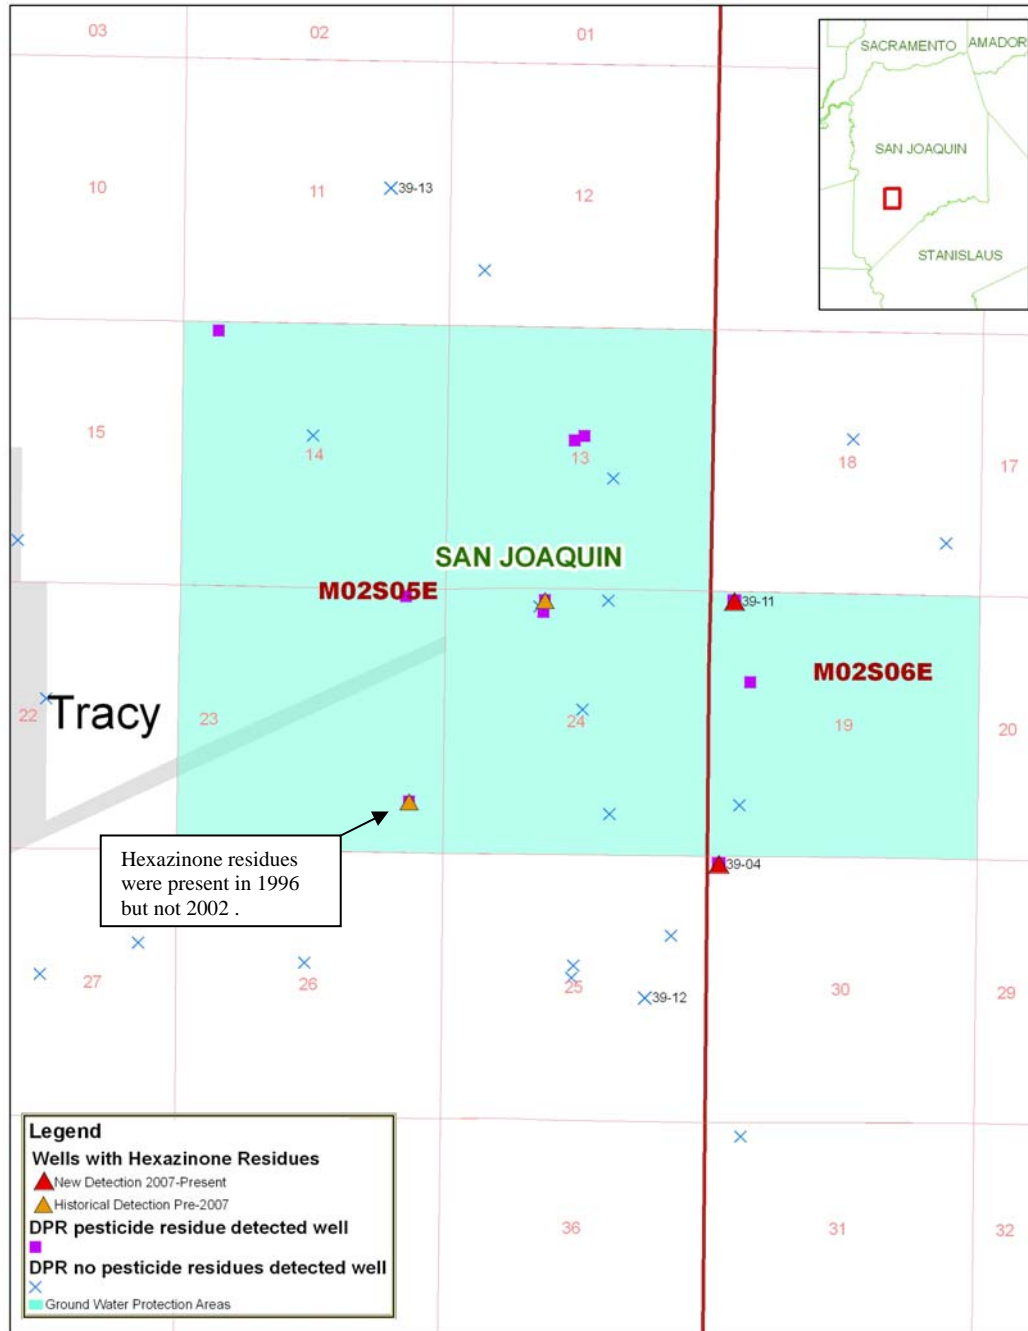 03
02
01
SACRAMENTO
AMADOR
SAN JOAQUIN
STANISLAUS
10
11
39-13
12
15
14
13
18
17
SAN JOAQUIN
M02S05E
39-11
M02S06E
22
Tracy
23
24
19
20
Hexazinone residues
were present in 1996
but not 2002 .
39-04
27
26
25
39-12
30
29
Legend
Wells with Hexazinone Residues
New Detection 2007-Present
Historical Detection Pre-2007
DPR pesticide residue detected well
DPR no pesticide residues detected well
Ground Water Protection Areas
36
31
32